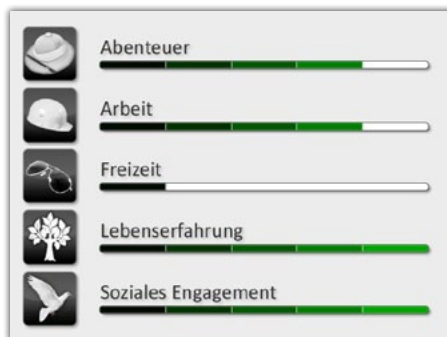 Abenteuer
Arbeit
Freizeit
Lebenserfahrung
Soziales Engagement